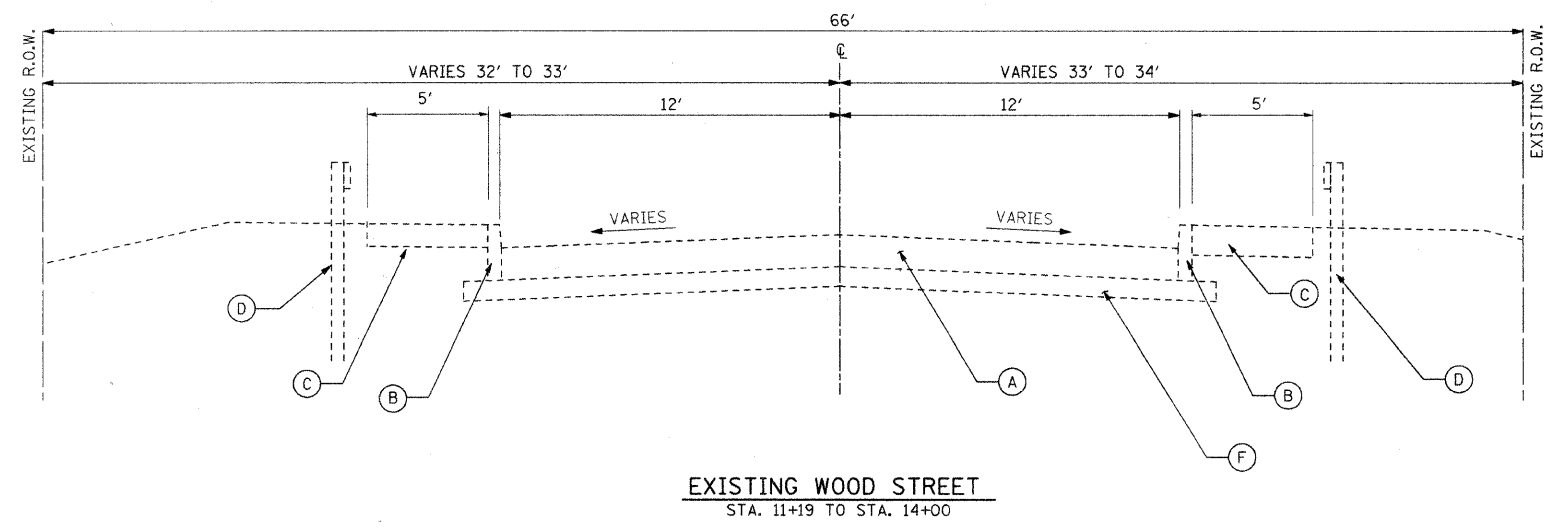 66'
EXISTING R.O.W.
℄
EXISTING R.O.W.
VARIES 32' TO 33'
VARIES 33' TO 34'
5'
12'
12'
5'
VARIES
VARIES
D
C
B
A
B
C
D
F
EXISTING WOOD STREET
STA. 11+19 TO STA. 14+00